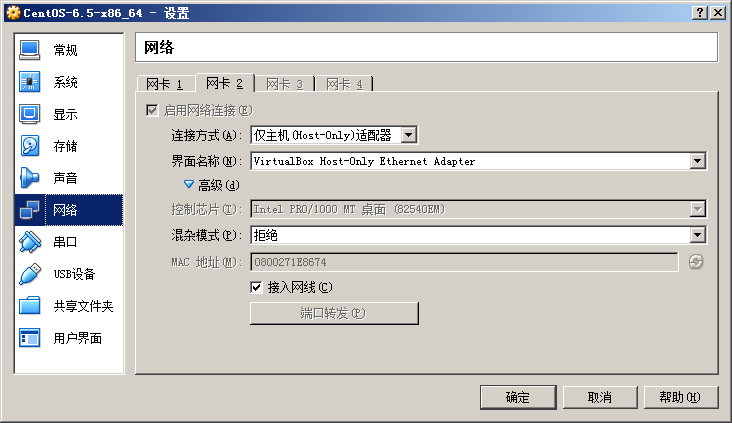 CentOS-6.5-x86_64 - 设置
常规
系统
显示
存储
声音
网络
串口
USB设备
共享文件夹
用户界面
网络
网卡 1 网卡 2 网卡 3 网卡 4
启用网络连接(E)
连接方式(A): 仅主机(Host-Only)适配器
界面名称(N): VirtualBox Host-Only Ethernet Adapter
高级(d)
控制芯片(T): Intel PRO/1000 MT 桌面 (82540EM)
混杂模式(P): 拒绝
MAC 地址(M): 0800271E8674
接入网线(C)
端口转发(P)
确定 取消 帮助(H)